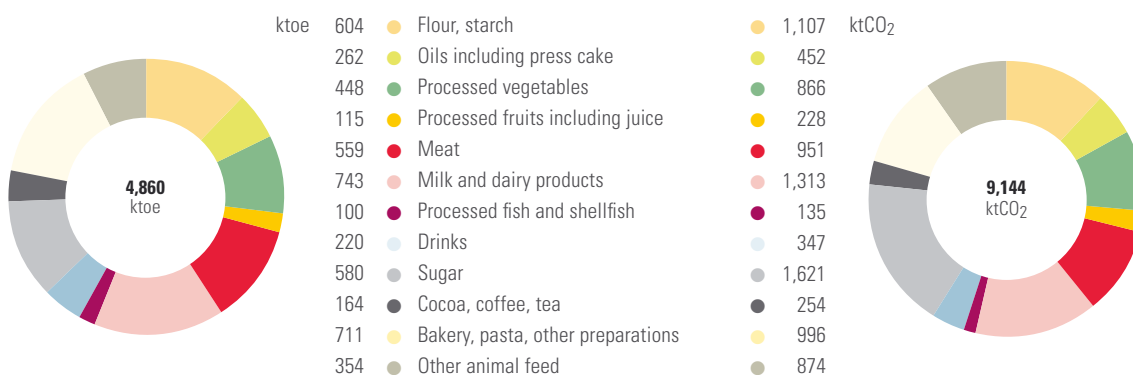 ktoe 604 Flour, starch 1,107 ktCO₂
262 Oils including press cake 452
448 Processed vegetables 866
115 Processed fruits including juice 228
559 Meat 951
743 Milk and dairy products 1,313
100 Processed fish and shellfish 135
220 Drinks 347
580 Sugar 1,621
164 Cocoa, coffee, tea 254
711 Bakery, pasta, other preparations 996
354 Other animal feed 874
4,860
ktoe
9,144
ktCO₂